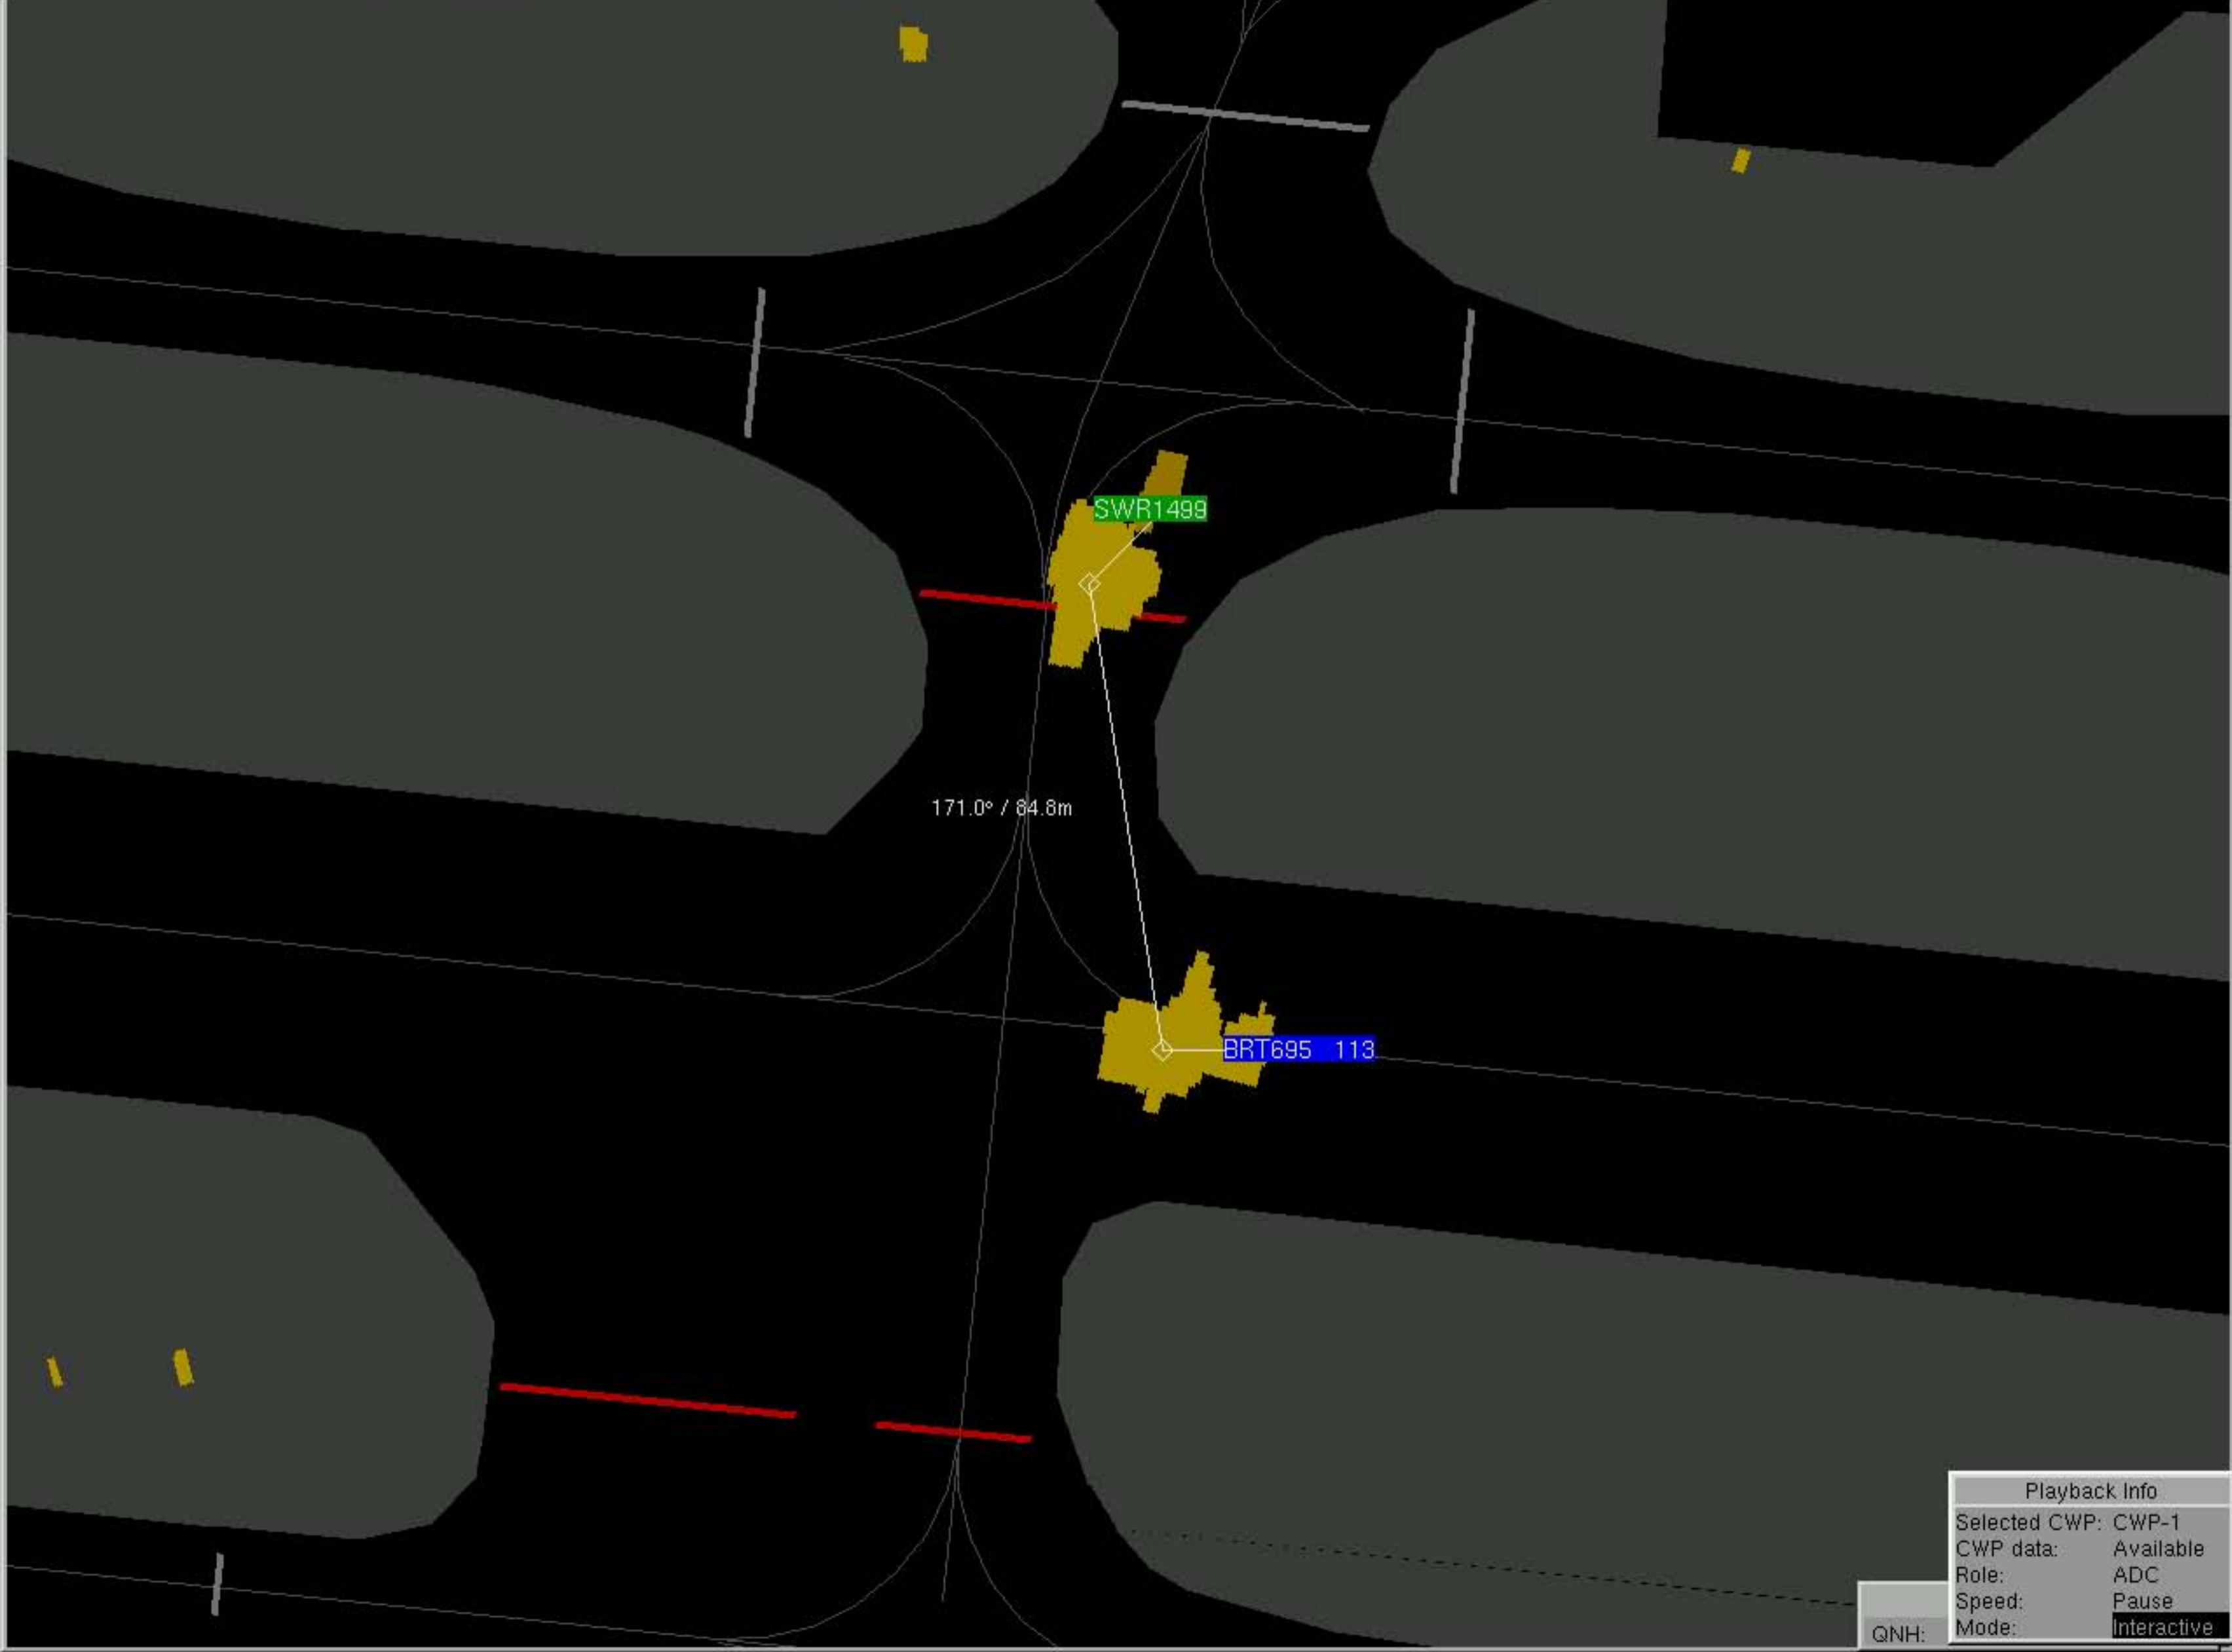 SWR1499
171.0º / 84.8m
BRT695 113
Playback Info
Selected CWP: CWP-1
CWP data: Available
Role: ADC
Speed: Pause
Mode: Interactive
QNH: